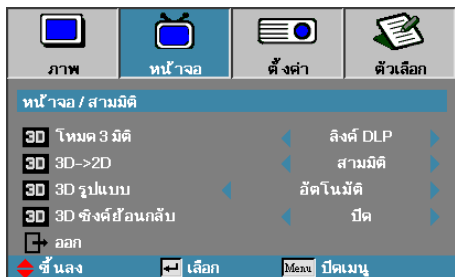 ภาพ หน้าจอ ตั้งค่า ตัวเลือก
หน้าจอ / สามมิติ
3D โหมด 3 มิติ ลิงค์ DLP
3D 3D->2D สามมิติ
3D 3D รูปแบบ อัตโนมัติ
3D 3D ซิงค์ย้อนกลับ ปิด
ออก
ขึ้นลง เลือก Menu ปิดเมนู